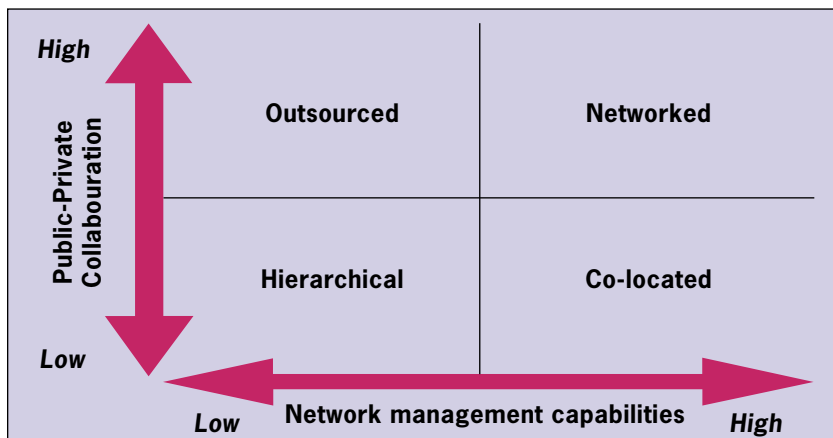 High
Outsourced
Networked
Public-Private
Collabouration
Hierarchical
Co-located
Low
Network management capabilities
Low
High